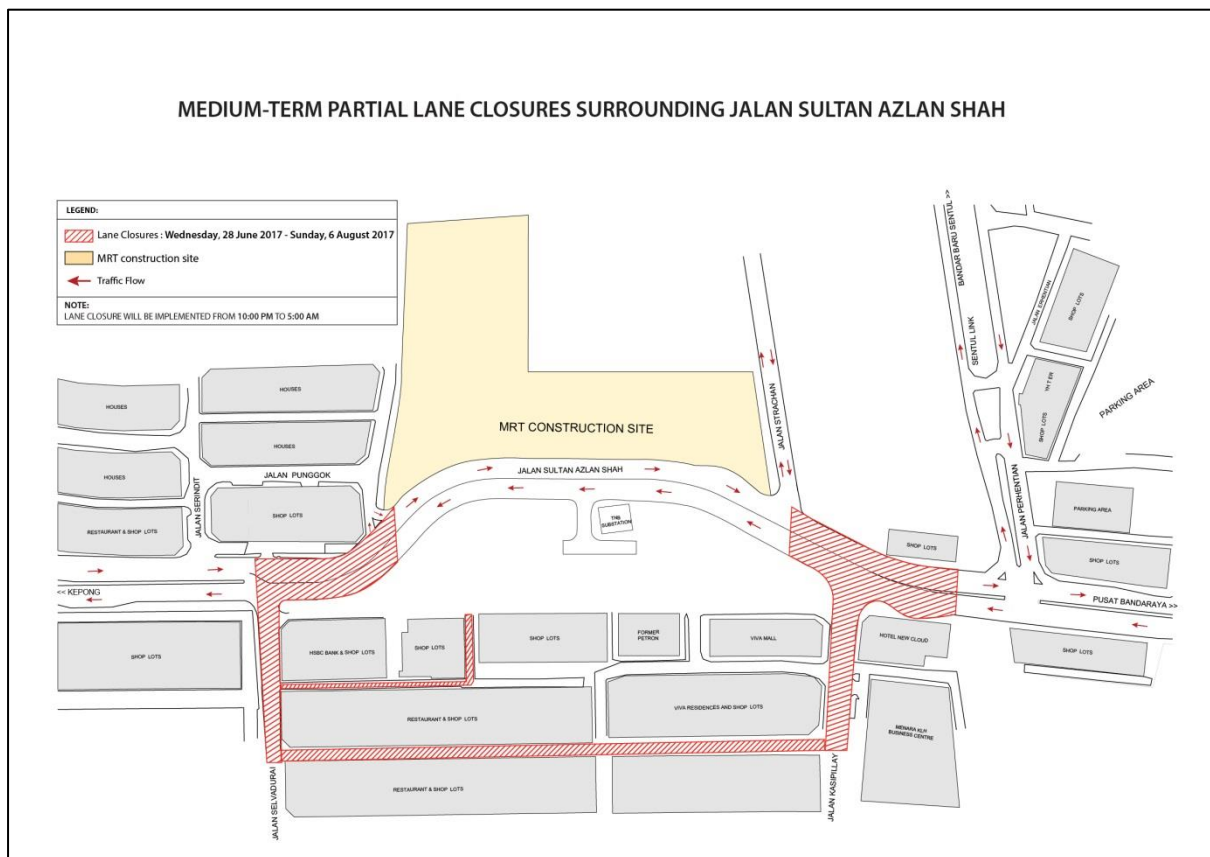 MEDIUM-TERM PARTIAL LANE CLOSURES SURROUNDING JALAN SULTAN AZLAN SHAH
LEGEND:
Lane Closures : Wednesday, 28 June 2017 - Sunday, 6 August 2017
MRT construction site
Traffic Flow
NOTE:
LANE CLOSURE WILL BE IMPLEMENTED FROM 10:00 PM TO 5:00 AM
BANDAR BARU SENTUL >>
SENTUL LINK
JALAN ERHENTIAN
SHOP LOTS
YH T ER
SHOP LOTS
PARKING AREA
HOUSES
HOUSES
HOUSES
HOUSES
JALAN PUNGGOK
JALAN SERINDIT
SHOP LOTS
RESTAURANT & SHOP LOTS
MRT CONSTRUCTION SITE
JALAN STRACHAN
JALAN SULTAN AZLAN SHAH
TNB
SUBSTATION
JALAN PERHENTIAN
PARKING AREA
SHOP LOTS
SHOP LOTS
<< KEPONG
PUSAT BANDARAYA >>
SHOP LOTS
HSBC BANK & SHOP LOTS
SHOP LOTS
SHOP LOTS
FORMER
PETRON
VIVA MALL
HOTEL NEW CLOUD
SHOP LOTS
RESTAURANT & SHOP LOTS
VIVA RESIDENCES AND SHOP LOTS
MENARA KLH
BUSINESS CENTRE
RESTAURANT & SHOP LOTS
JALAN SELVADURAI
JALAN KASIPILLAY